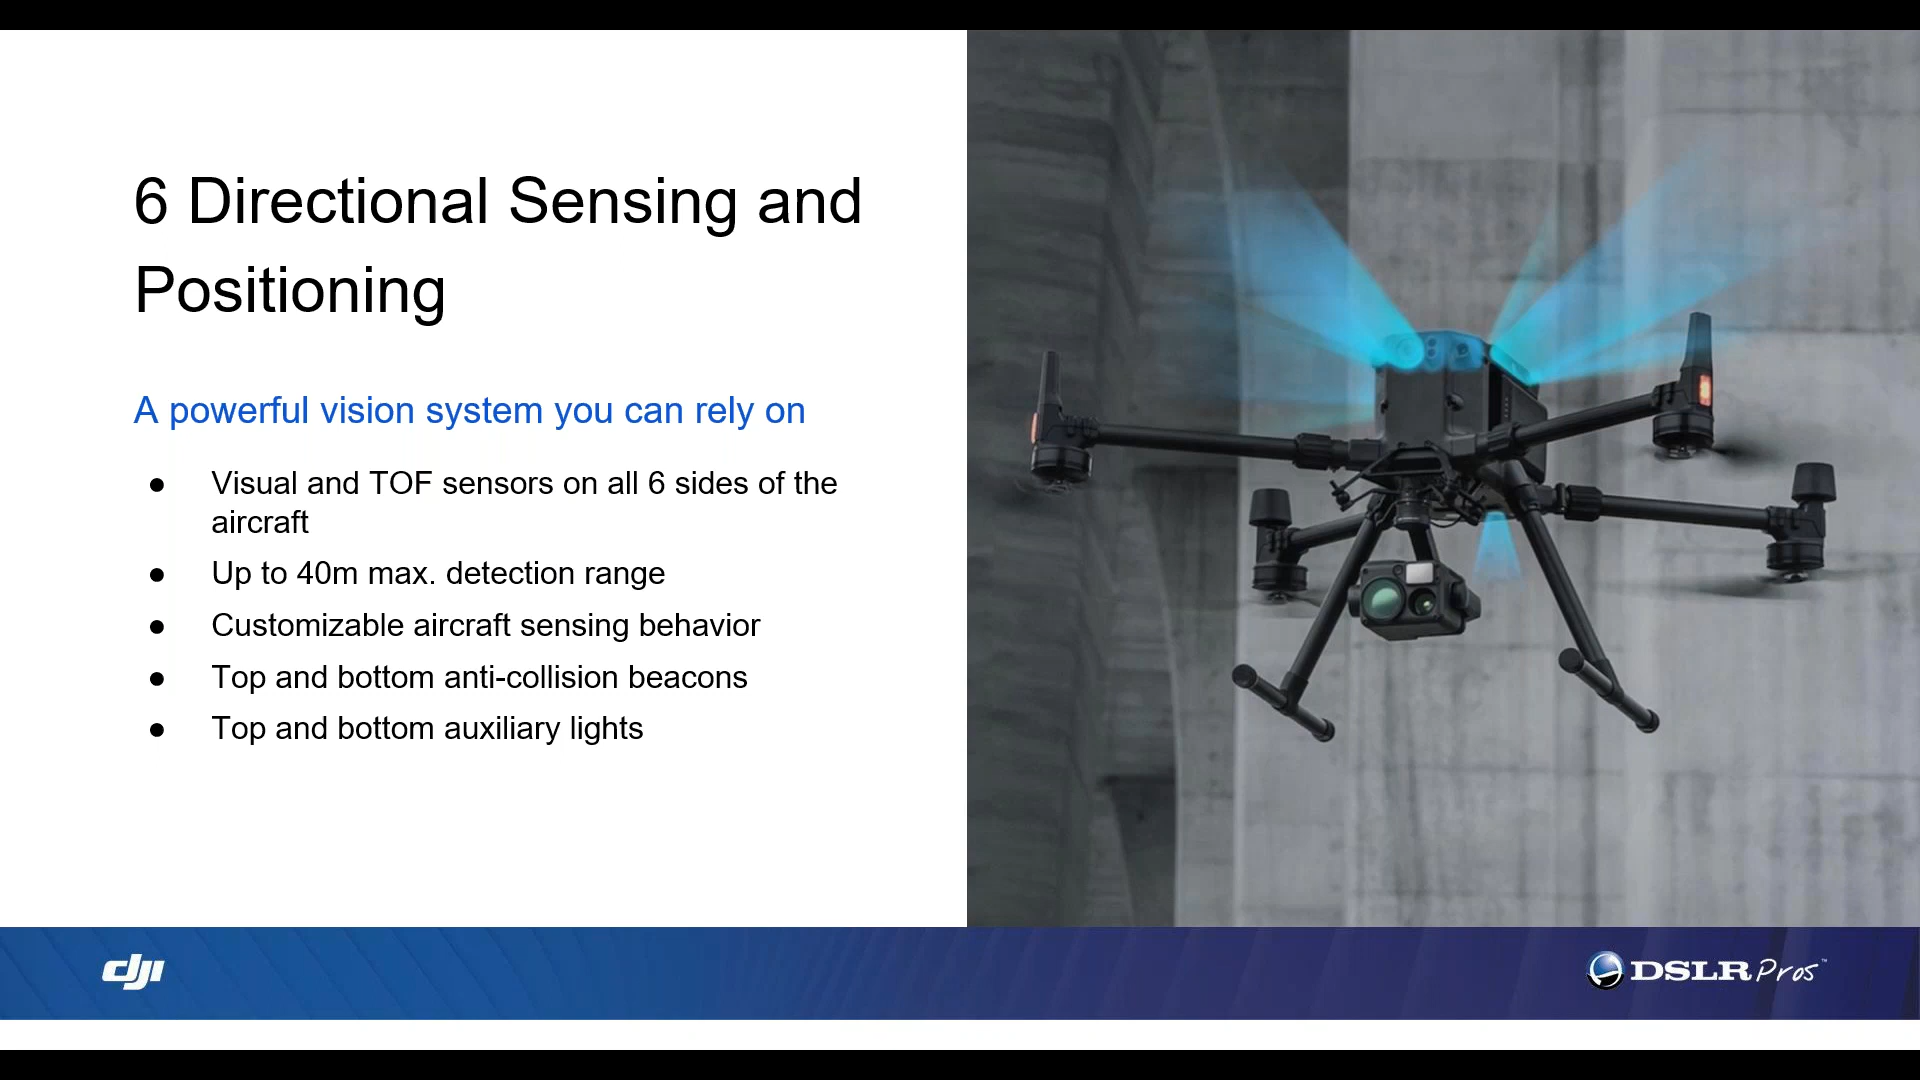 6 Directional Sensing and
Positioning
A powerful vision system you can rely on
● Visual and TOF sensors on all 6 sides of the
aircraft
● Up to 40m max. detection range
● Customizable aircraft sensing behavior
● Top and bottom anti-collision beacons
● Top and bottom auxiliary lights
dji
DSLR Pros™